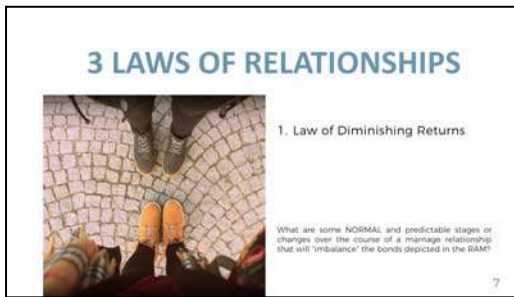 3 LAWS OF RELATIONSHIPS
1. Law of Diminishing Returns
What are some NORMAL and predictable stages or
changes over the course of a marriage relationship
that will "imbalance" the bonds depicted in the RAM?
7